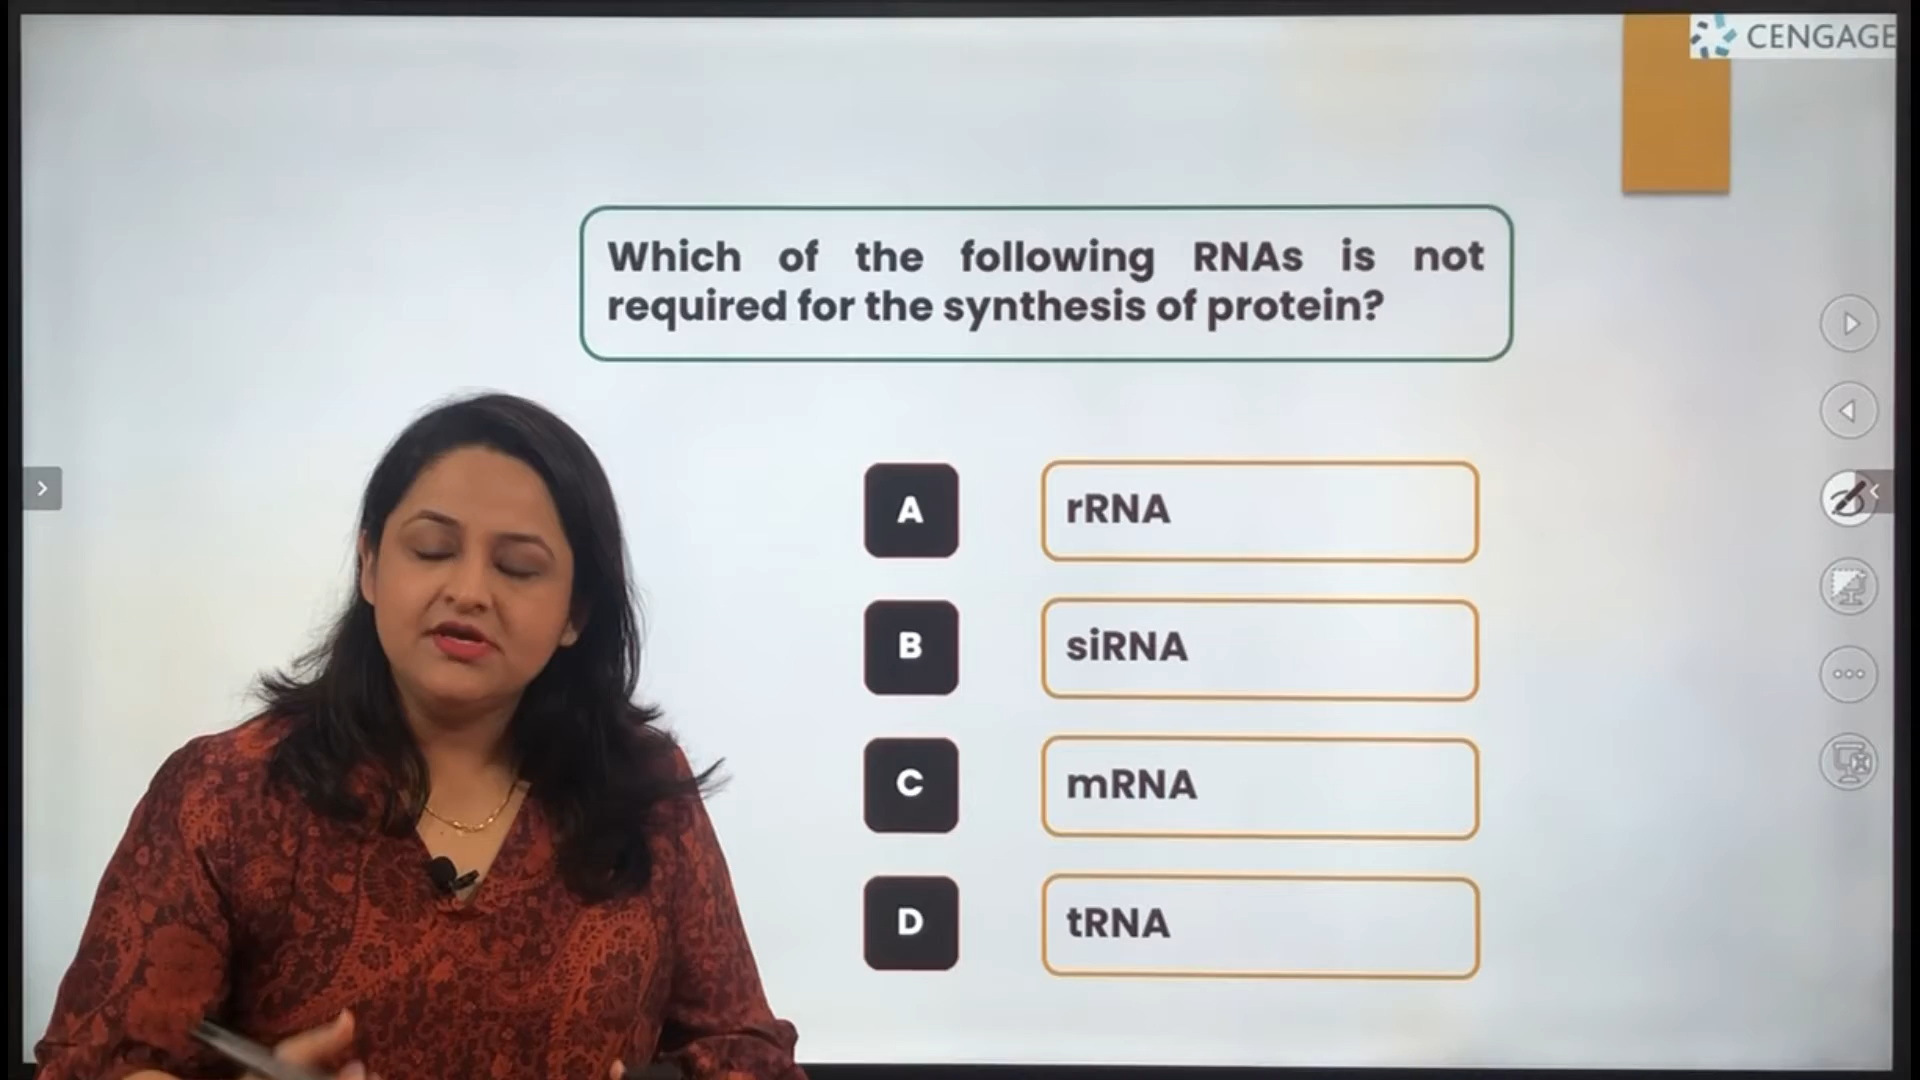 CENGAGE
Which of the following RNAs is not
required for the synthesis of protein?
A rRNA
B siRNA
C mRNA
D tRNA